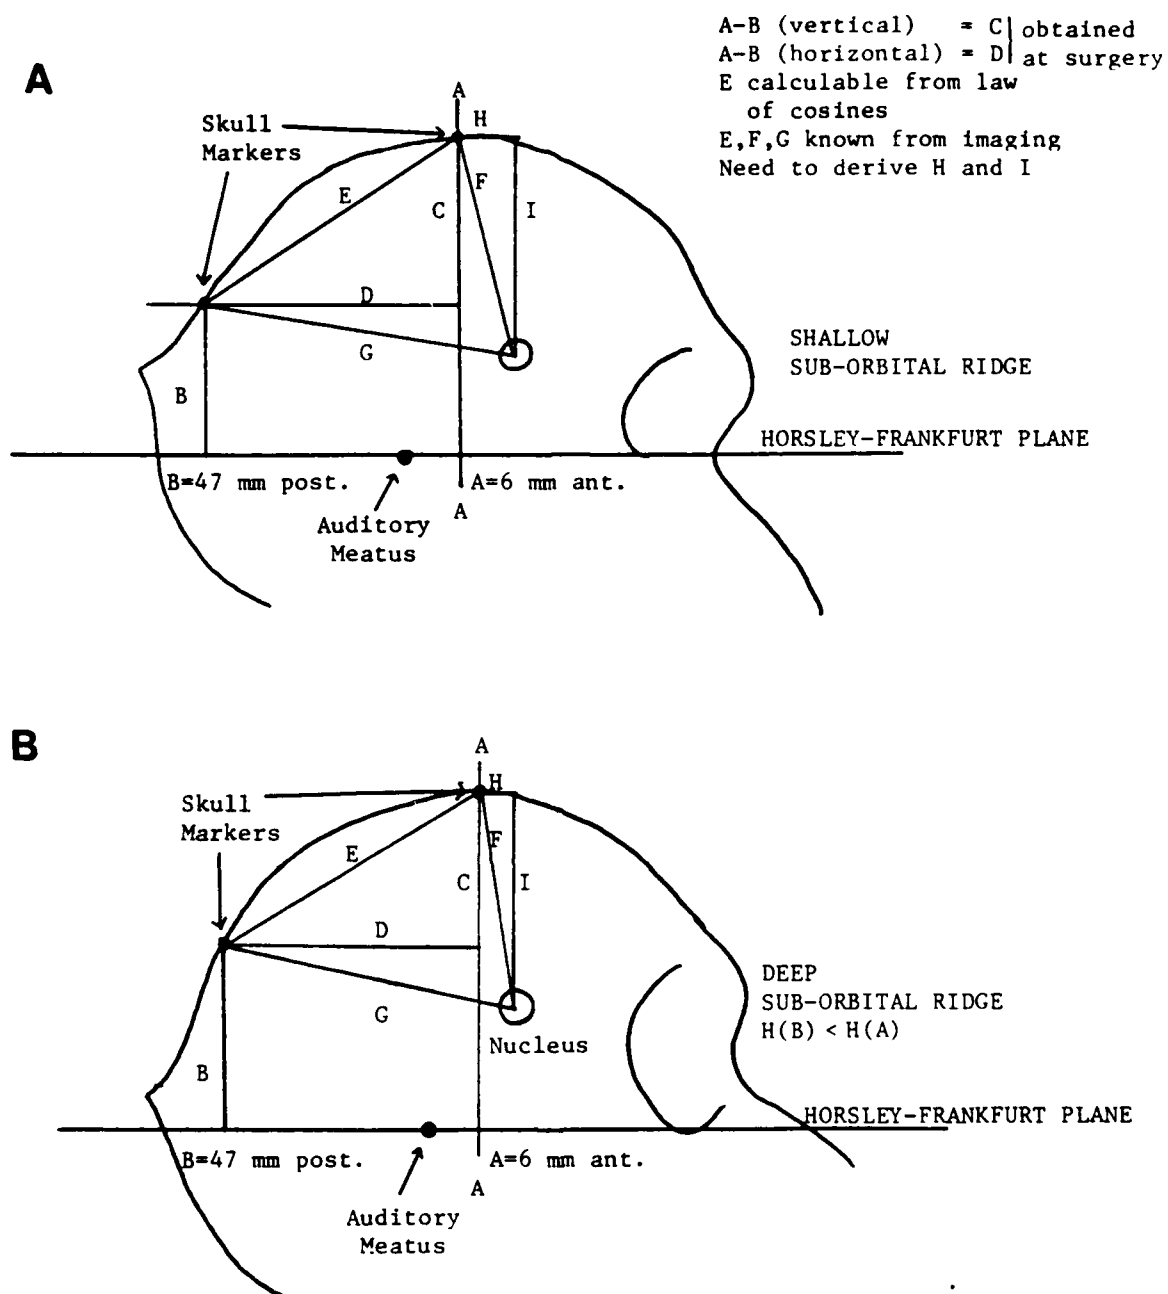 A-B (vertical) = C obtained
A-B (horizontal) = D at surgery
E calculable from law
of cosines
E,F,G known from imaging
Need to derive H and I
A
A
H
Skull
Markers
E
F
C
I
D
G
B
SHALLOW
SUB-ORBITAL RIDGE
HORSLEY-FRANKFURT PLANE
B=47 mm post.
A=6 mm ant.
A
Auditory
Meatus
B
A
H
Skull
Markers
E
F
C
I
D
G
Nucleus
B
DEEP
SUB-ORBITAL RIDGE
H(B) < H(A)
HORSLEY-FRANKFURT PLANE
B=47 mm post.
A=6 mm ant.
A
Auditory
Meatus